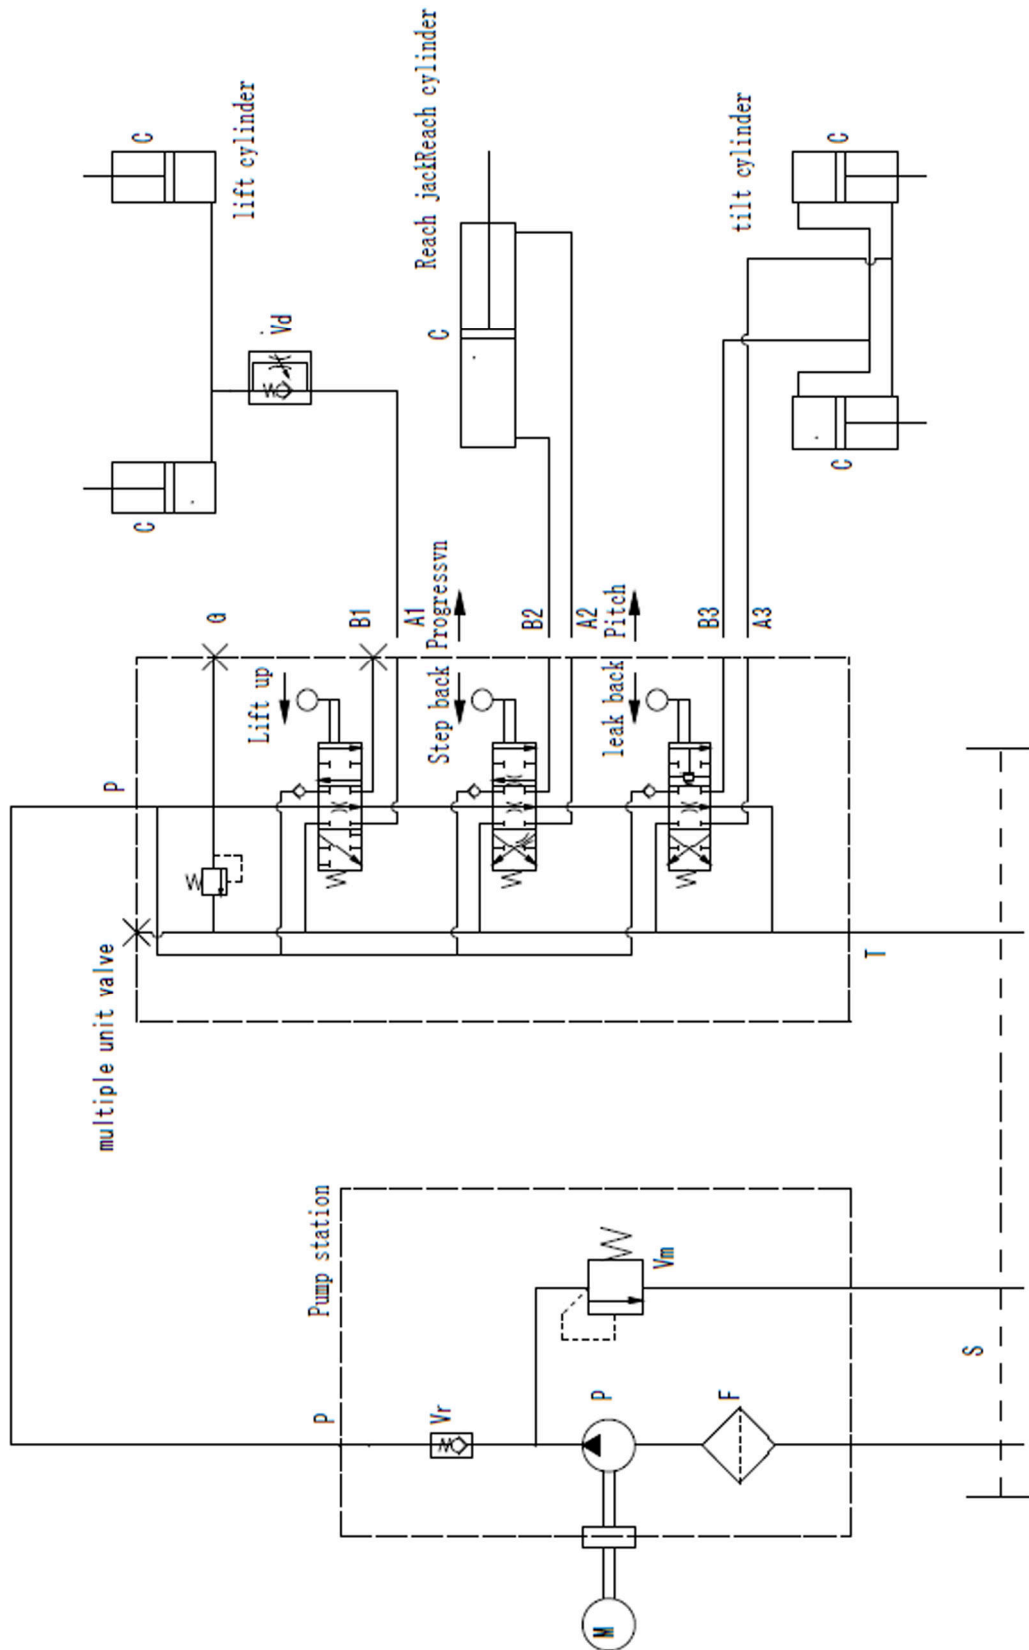 C
lift cylinder
C
Vd
Reach jackReach cylinder
C
tilt cylinder
C
C
G
B1
A1
Step back Progressvn
B2
A2
leak back Pitch
B3
A3
Lift up
P
multiple unit valve
T
Pump station
P
Vr
Vm
P
F
S
M